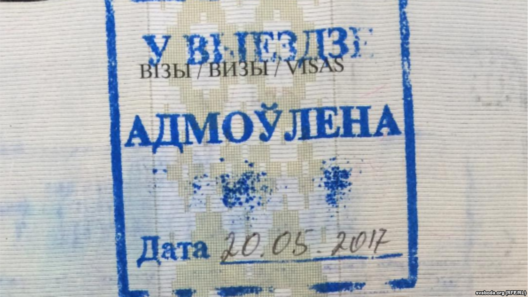 У ВЫЕЗДЗЕ
ВІЗЫ / ВИЗЫ / VISAS
АДМОЎЛЕНА
Дата 20.05.2017
svaboda.org (RFE/RL)